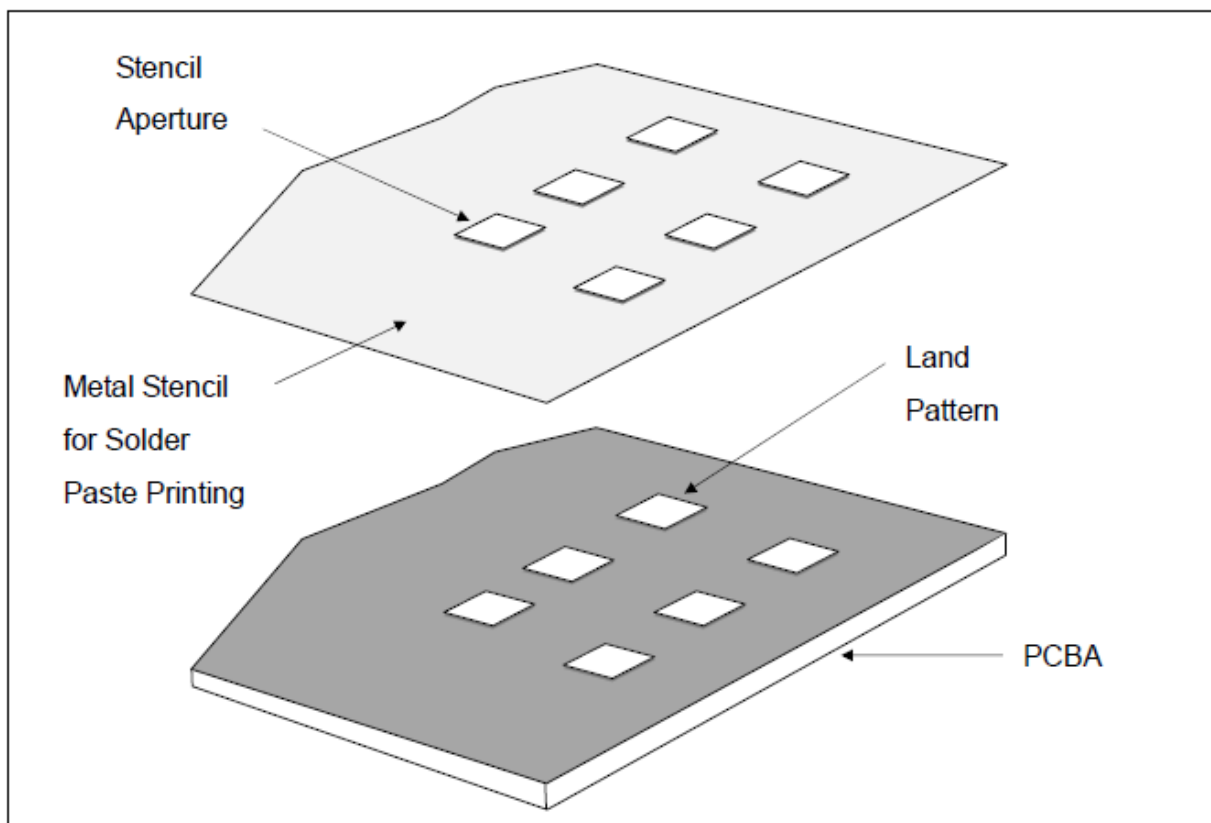 Stencil
Aperture
Metal Stencil
for Solder
Paste Printing
Land
Pattern
PCBA